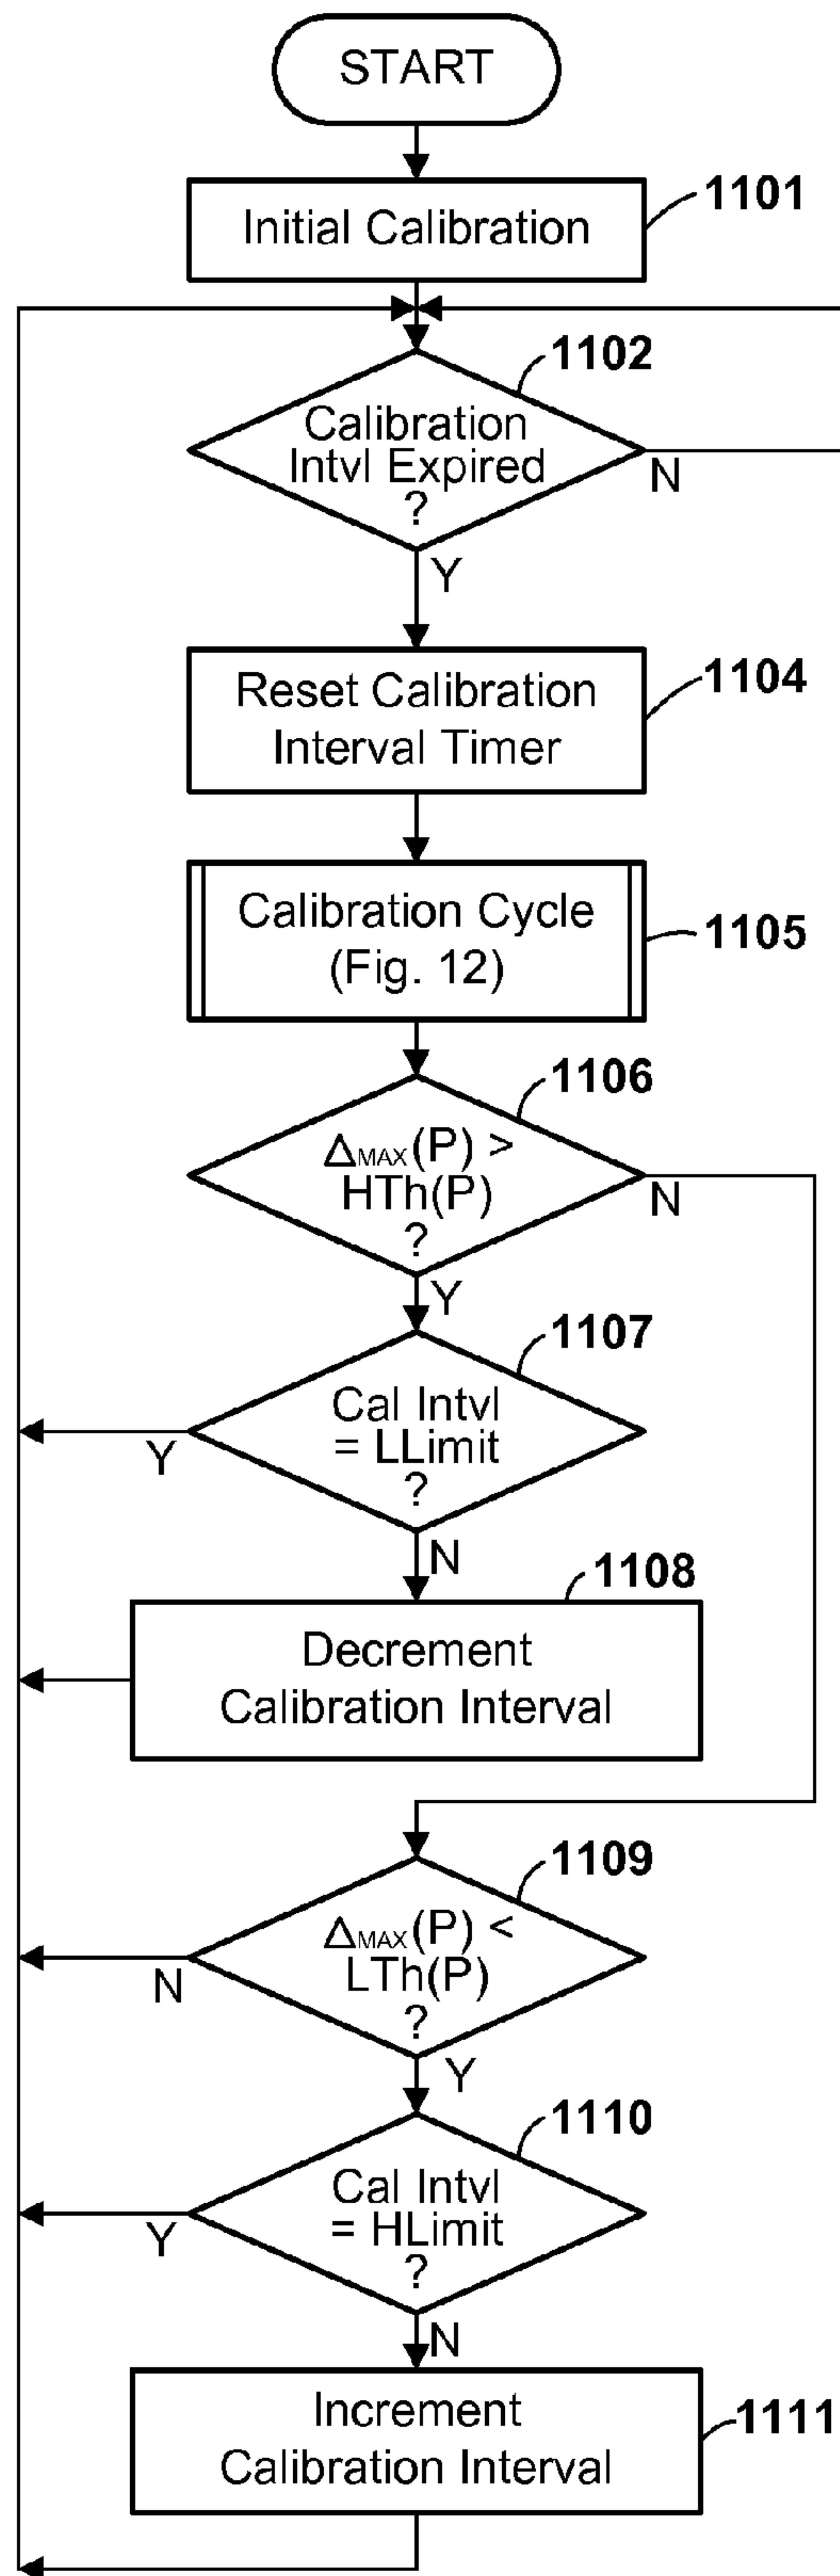 START
1101
Initial Calibration
1102
Calibration
Intvl Expired
?
N
Y
1104
Reset Calibration
Interval Timer
1105
Calibration Cycle
(Fig. 12)
1106
ΔMAX(P) >
HTh(P)
?
N
Y
1107
Cal Intvl
= LLimit
?
Y
N
1108
Decrement
Calibration Interval
1109
ΔMAX(P) <
LTh(P)
?
N
Y
1110
Cal Intvl
= HLimit
?
Y
N
1111
Increment
Calibration Interval